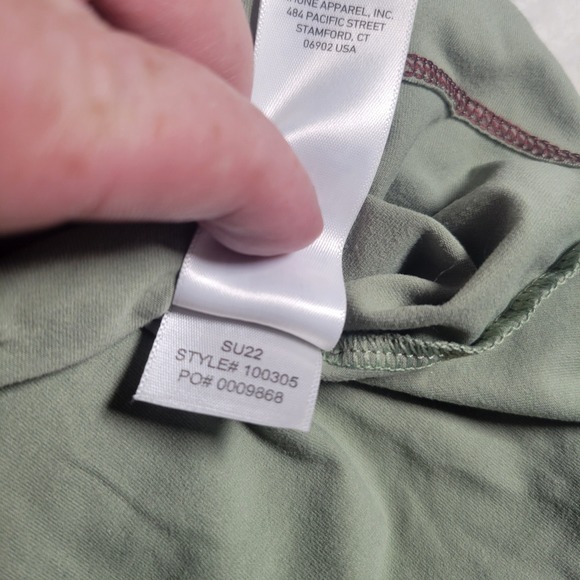 APPAREL, INC.
484 PACIFIC STREET
STAMFORD, CT
06902 USA
SU22
STYLE# 100305
PO# 0009868